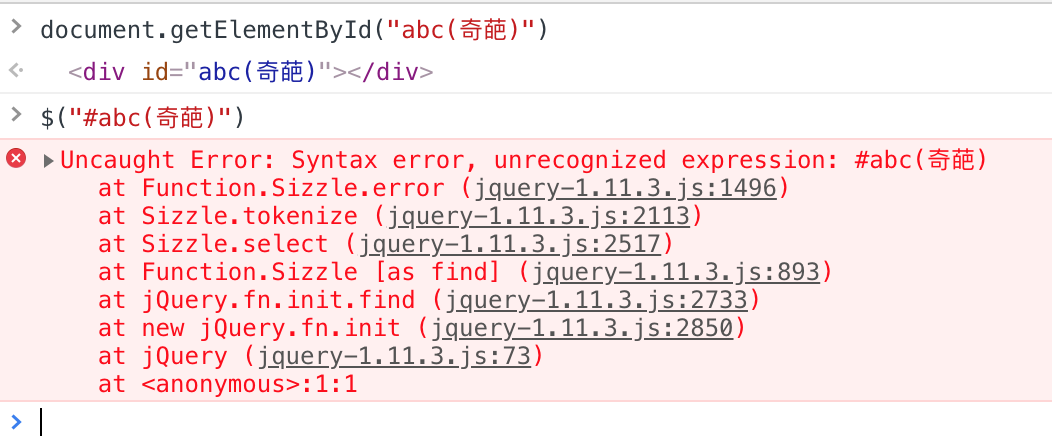 document.getElementById("abc(奇葩)")
<div id="abc(奇葩)"></div>
$("#abc(奇葩)")
Uncaught Error: Syntax error, unrecognized expression: #abc(奇葩)
at Function.Sizzle.error (jquery-1.11.3.js:1496)
at Sizzle.tokenize (jquery-1.11.3.js:2113)
at Sizzle.select (jquery-1.11.3.js:2517)
at Function.Sizzle [as find] (jquery-1.11.3.js:893)
at jQuery.fn.init.find (jquery-1.11.3.js:2733)
at new jQuery.fn.init (jquery-1.11.3.js:2850)
at jQuery (jquery-1.11.3.js:73)
at <anonymous>:1:1